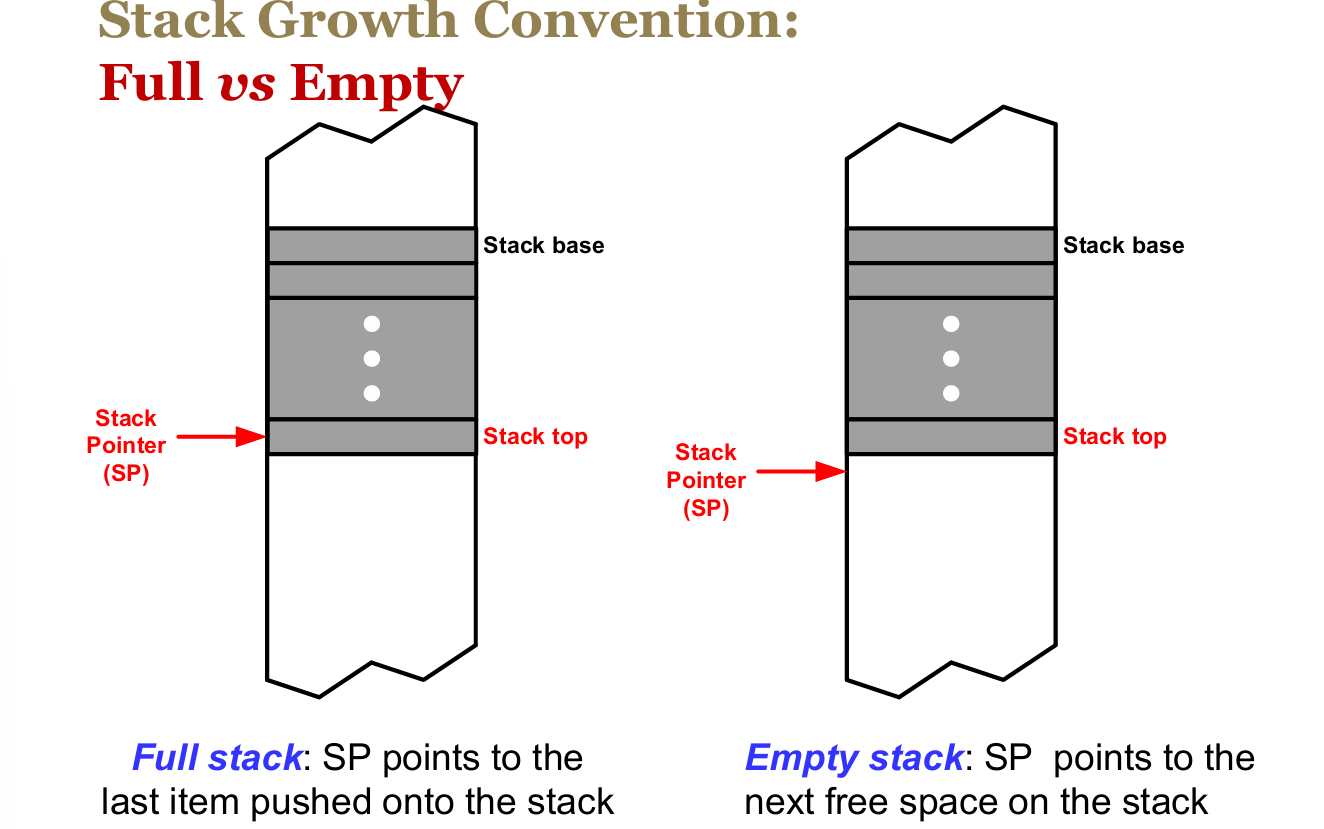 Stack Growth Convention:
Full vs Empty
Stack base
Stack
Pointer
(SP)
Stack top
Stack base
Stack
Pointer
(SP)
Stack top
Full stack: SP points to the
last item pushed onto the stack
Empty stack: SP  points to the
next free space on the stack